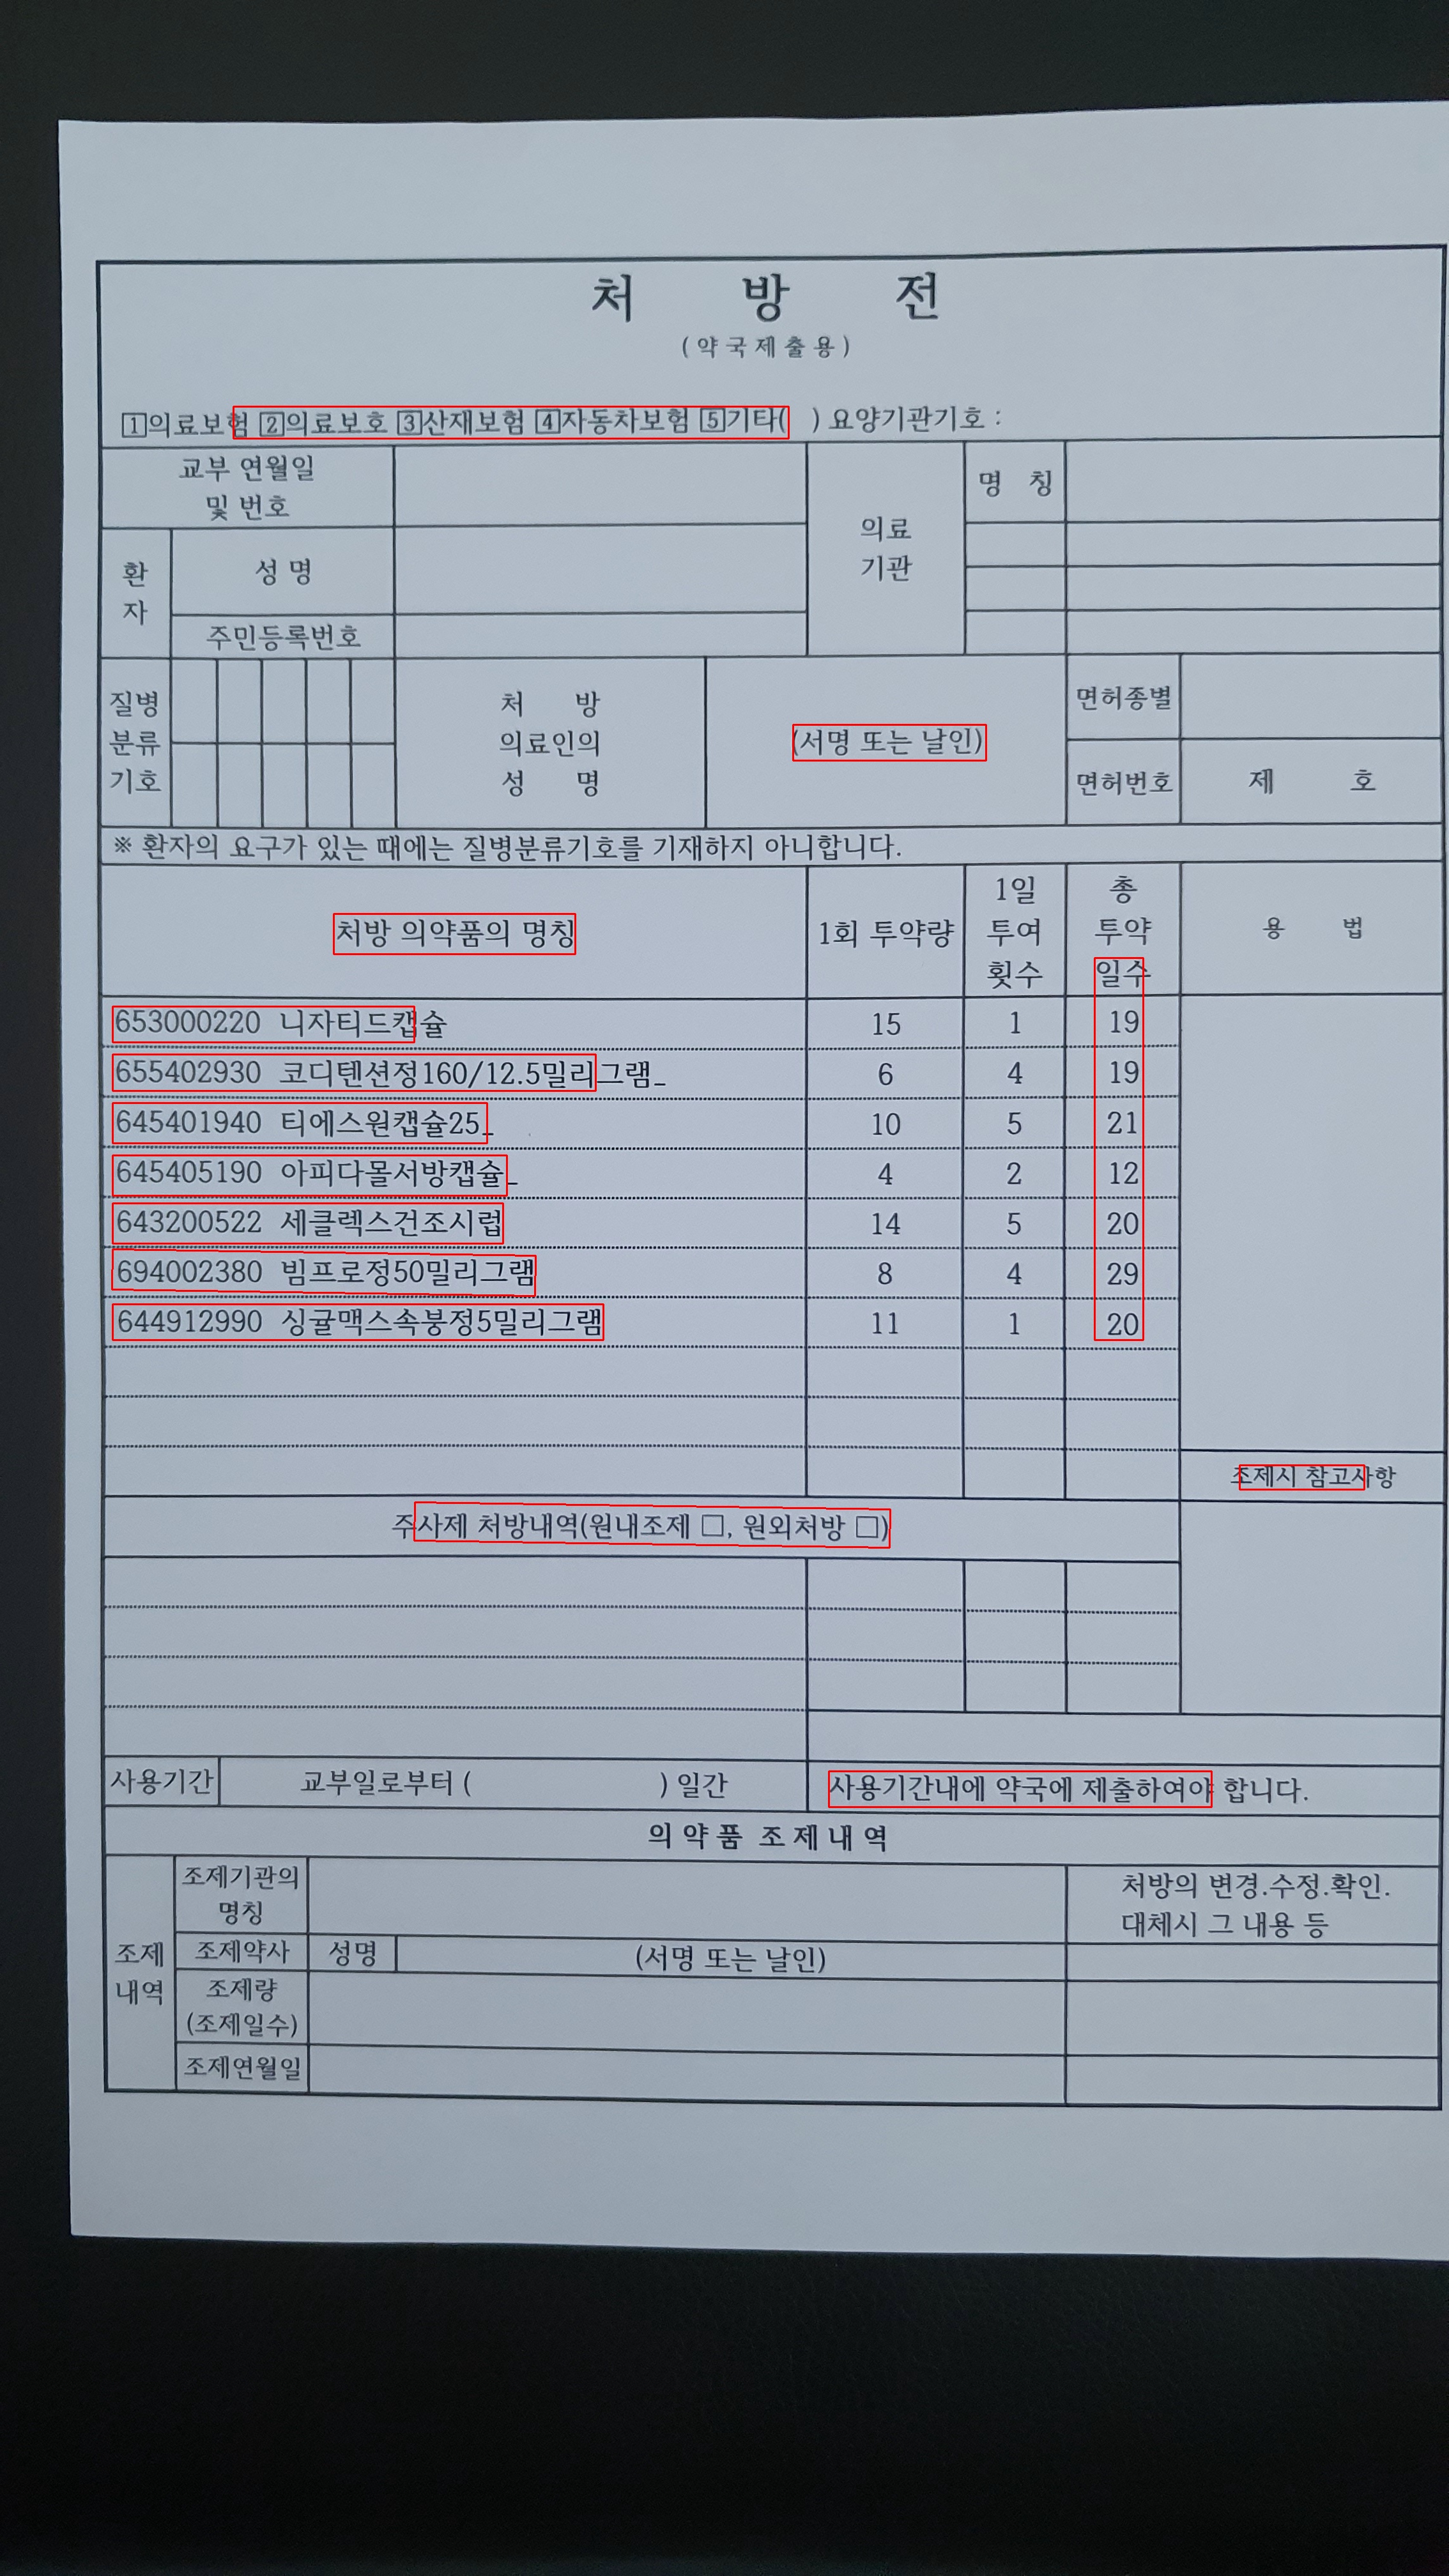 처 방 전
(약국제출용)
1의료보험 2의료보호 3산재보험 4자동차보험 5기타( ) 요양기관기호 :
교부 연월일
및 번호
의료
기관
명 칭
환
자
성 명
주민등록번호
질병
분류
기호
처 방
의료인의
성 명
(서명 또는 날인)
면허종별
면허번호
제 호
※ 환자의 요구가 있는 때에는 질병분류기호를 기재하지 아니합니다.
처방 의약품의 명칭
1회 투약량
1일
투여
횟수
총
투약
일수
용 법
653000220 니자티드캡슐 15 1 19
655402930 코디텐션정160/12.5밀리그램_ 6 4 19
645401940 티에스원캡슐25_ 10 5 21
645405190 아피다몰서방캡슐_ 4 2 12
643200522 세클렉스건조시럽 14 5 20
694002380 빔프로정50밀리그램 8 4 29
644912990 싱귤맥스속붕정5밀리그램 11 1 20
조제시 참고사항
주사제 처방내역(원내조제 □, 원외처방 □)
사용기간 교부일로부터 ( ) 일간 사용기간내에 약국에 제출하여야 합니다.
의약품 조제내역
조제
내역
조제기관의
명칭
처방의 변경.수정.확인.
대체시 그 내용 등
조제약사 성명 (서명 또는 날인)
조제량
(조제일수)
조제연월일